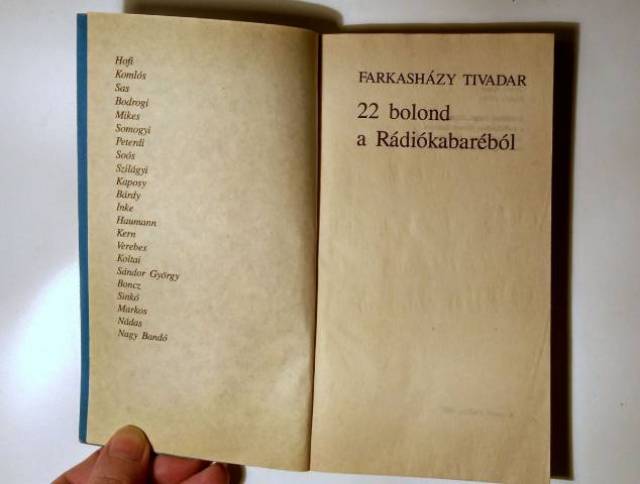 Hofi
Komlós
Sas
Bodrogi
Mikes
Somogyi
Peterdi
Soós
Szilágyi
Kaposy
Bárdy
Inke
Haumann
Kern
Verebes
Koltai
Sándor György
Boncz
Sinkó
Markos
Nádas
Nagy Bandó
FARKASHÁZY TIVADAR
22 bolond
a Rádiókabaréból